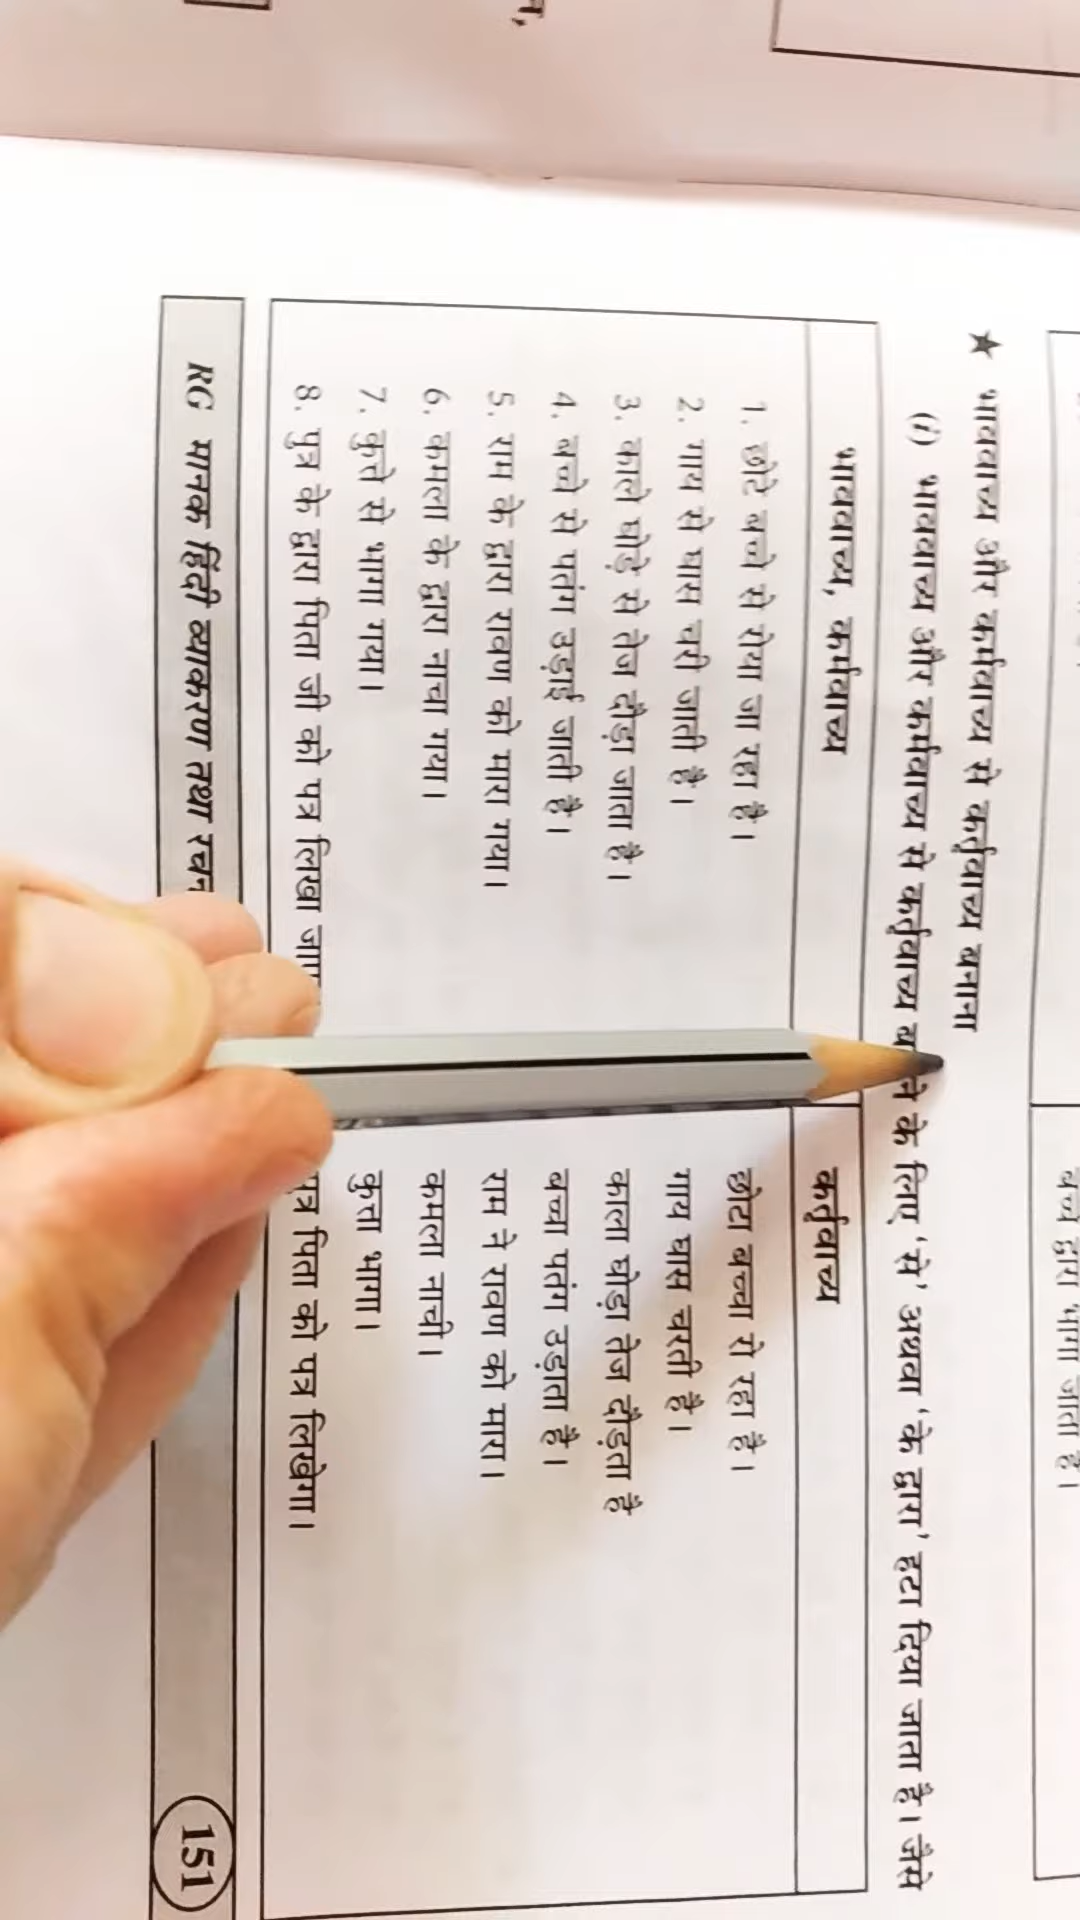 बच्चे द्वारा भागा जाता है।
★ भाववाच्य और कर्मवाच्य से कर्तृवाच्य बनाना
(i) भाववाच्य और कर्मवाच्य से कर्तृवाच्य के लिए 'से' अथवा 'के द्वारा' हटा दिया जाता है। जैसे
भाववाच्य, कर्मवाच्य कर्तृवाच्य
1. छोटे बच्चे से रोया जा रहा है। छोटा बच्चा रो रहा है।
2. गाय से घास चरी जाती है। गाय घास चरती है।
3. काले घोड़े से तेज दौड़ा जाता है। काला घोड़ा तेज दौड़ता है
4. बच्चे से पतंग उड़ाई जाती है। बच्चा पतंग उड़ाता है।
5. राम के द्वारा रावण को मारा गया। राम ने रावण को मारा।
6. कमला के द्वारा नाचा गया। कमला नाची।
7. कुत्ते से भागा गया। कुत्ता भागा।
8. पुत्र के द्वारा पिता जी को पत्र लिखा पिता को पत्र लिखेगा।
RG मानक हिंदी व्याकरण तथा 151